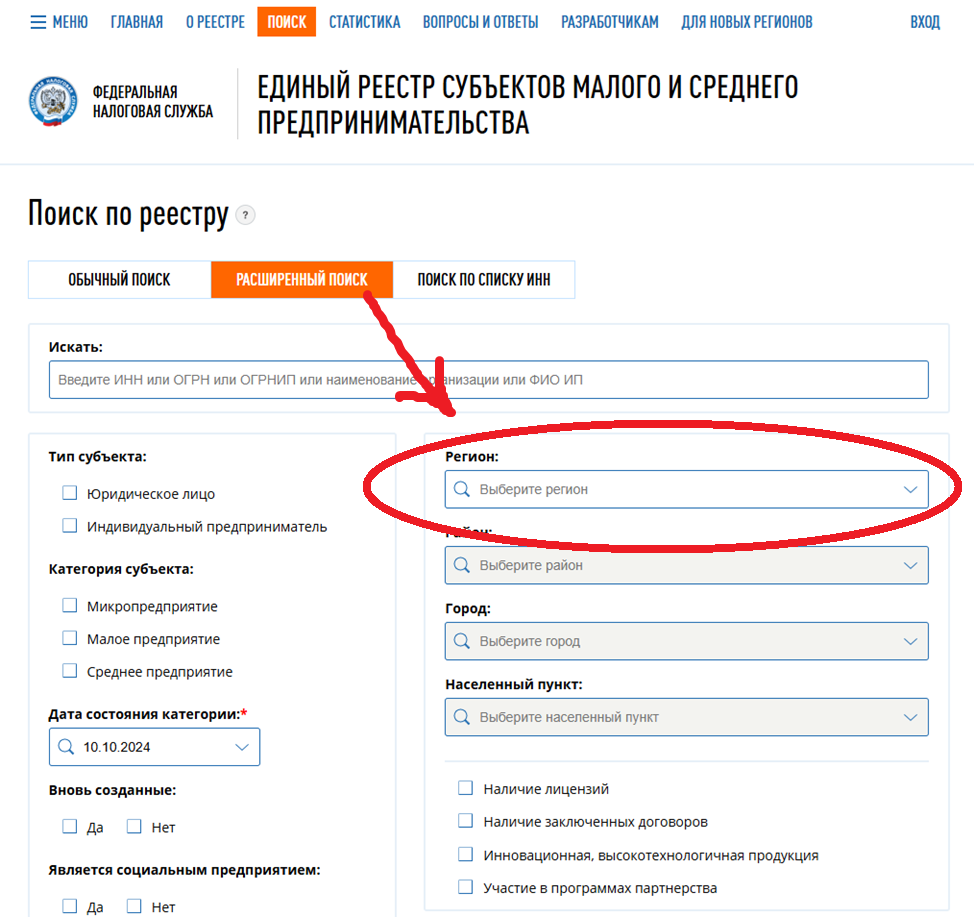 МЕНЮ ГЛАВНАЯ О РЕЕСТРЕ ПОИСК СТАТИСТИКА ВОПРОСЫ И ОТВЕТЫ РАЗРАБОТЧИКАМ ДЛЯ НОВЫХ РЕГИОНОВ ВХОД
ФЕДЕРАЛЬНАЯ
НАЛОГОВАЯ СЛУЖБА
ЕДИНЫЙ РЕЕСТР СУБЪЕКТОВ МАЛОГО И СРЕДНЕГО
ПРЕДПРИНИМАТЕЛЬСТВА
Поиск по реестру ?
ОБЫЧНЫЙ ПОИСК РАСШИРЕННЫЙ ПОИСК ПОИСК ПО СПИСКУ ИНН
Искать:
Введите ИНН или ОГРН или ОГРНИП или наименование организации или ФИО ИП
Тип субъекта:
Юридическое лицо
Индивидуальный предприниматель
Категория субъекта:
Микропредприятие
Малое предприятие
Среднее предприятие
Дата состояния категории:*
10.10.2024
Вновь созданные:
Да Нет
Является социальным предприятием:
Да Нет
Регион:
Выберите регион
Район:
Выберите район
Город:
Выберите город
Населенный пункт:
Выберите населенный пункт
Наличие лицензий
Наличие заключенных договоров
Инновационная, высокотехнологичная продукция
Участие в программах партнерства